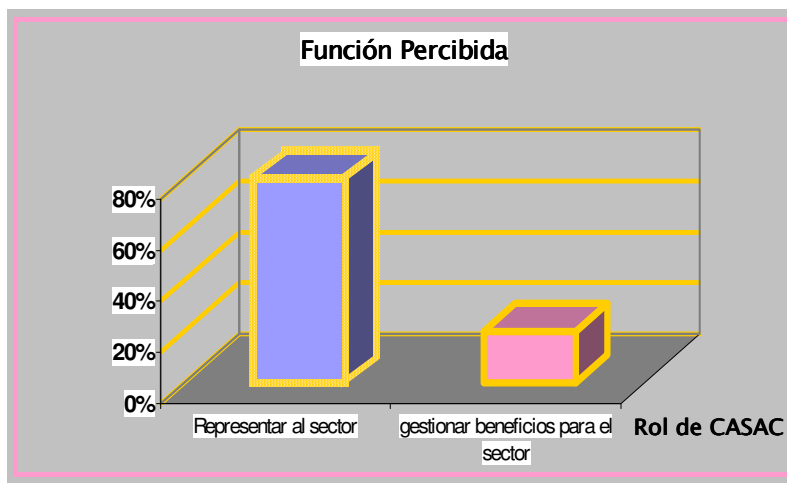 Función Percibida
80%
60%
40%
20%
0%
Representar al sector
gestionar beneficios para el
sector
Rol de CASAC